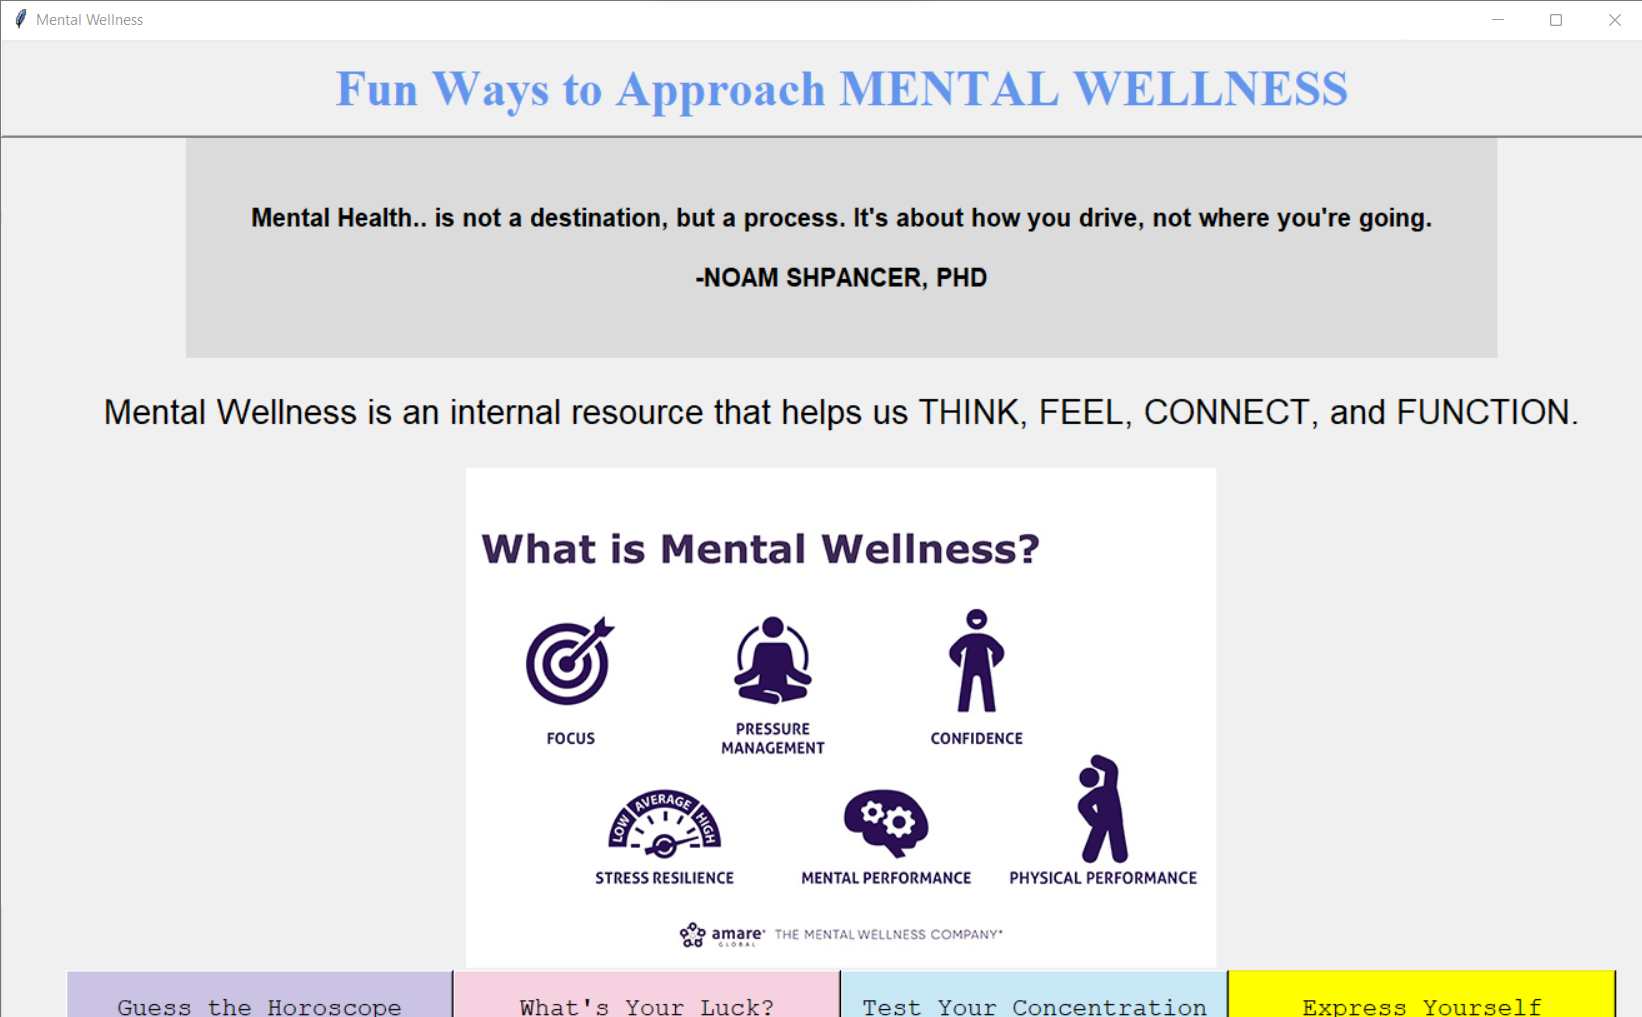 Mental Wellness
Fun Ways to Approach MENTAL WELLNESS
Mental Health.. is not a destination, but a process. It's about how you drive, not where you're going.
-NOAM SHPANCER, PHD
Mental Wellness is an internal resource that helps us THINK, FEEL, CONNECT, and FUNCTION.
What is Mental Wellness?
FOCUS
PRESSURE
MANAGEMENT
CONFIDENCE
LOW AVERAGE HIGH
STRESS RESILIENCE
MENTAL PERFORMANCE
PHYSICAL PERFORMANCE
amare GLOBAL THE MENTAL WELLNESS COMPANY
Guess the Horoscope
What's Your Luck?
Test Your Concentration
Express Yourself